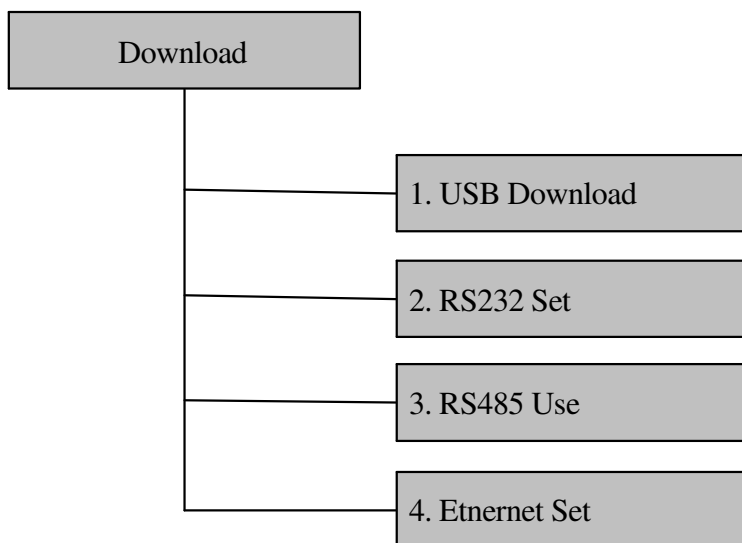 Download
1. USB Download
2. RS232 Set
3. RS485 Use
4. Etnernet Set